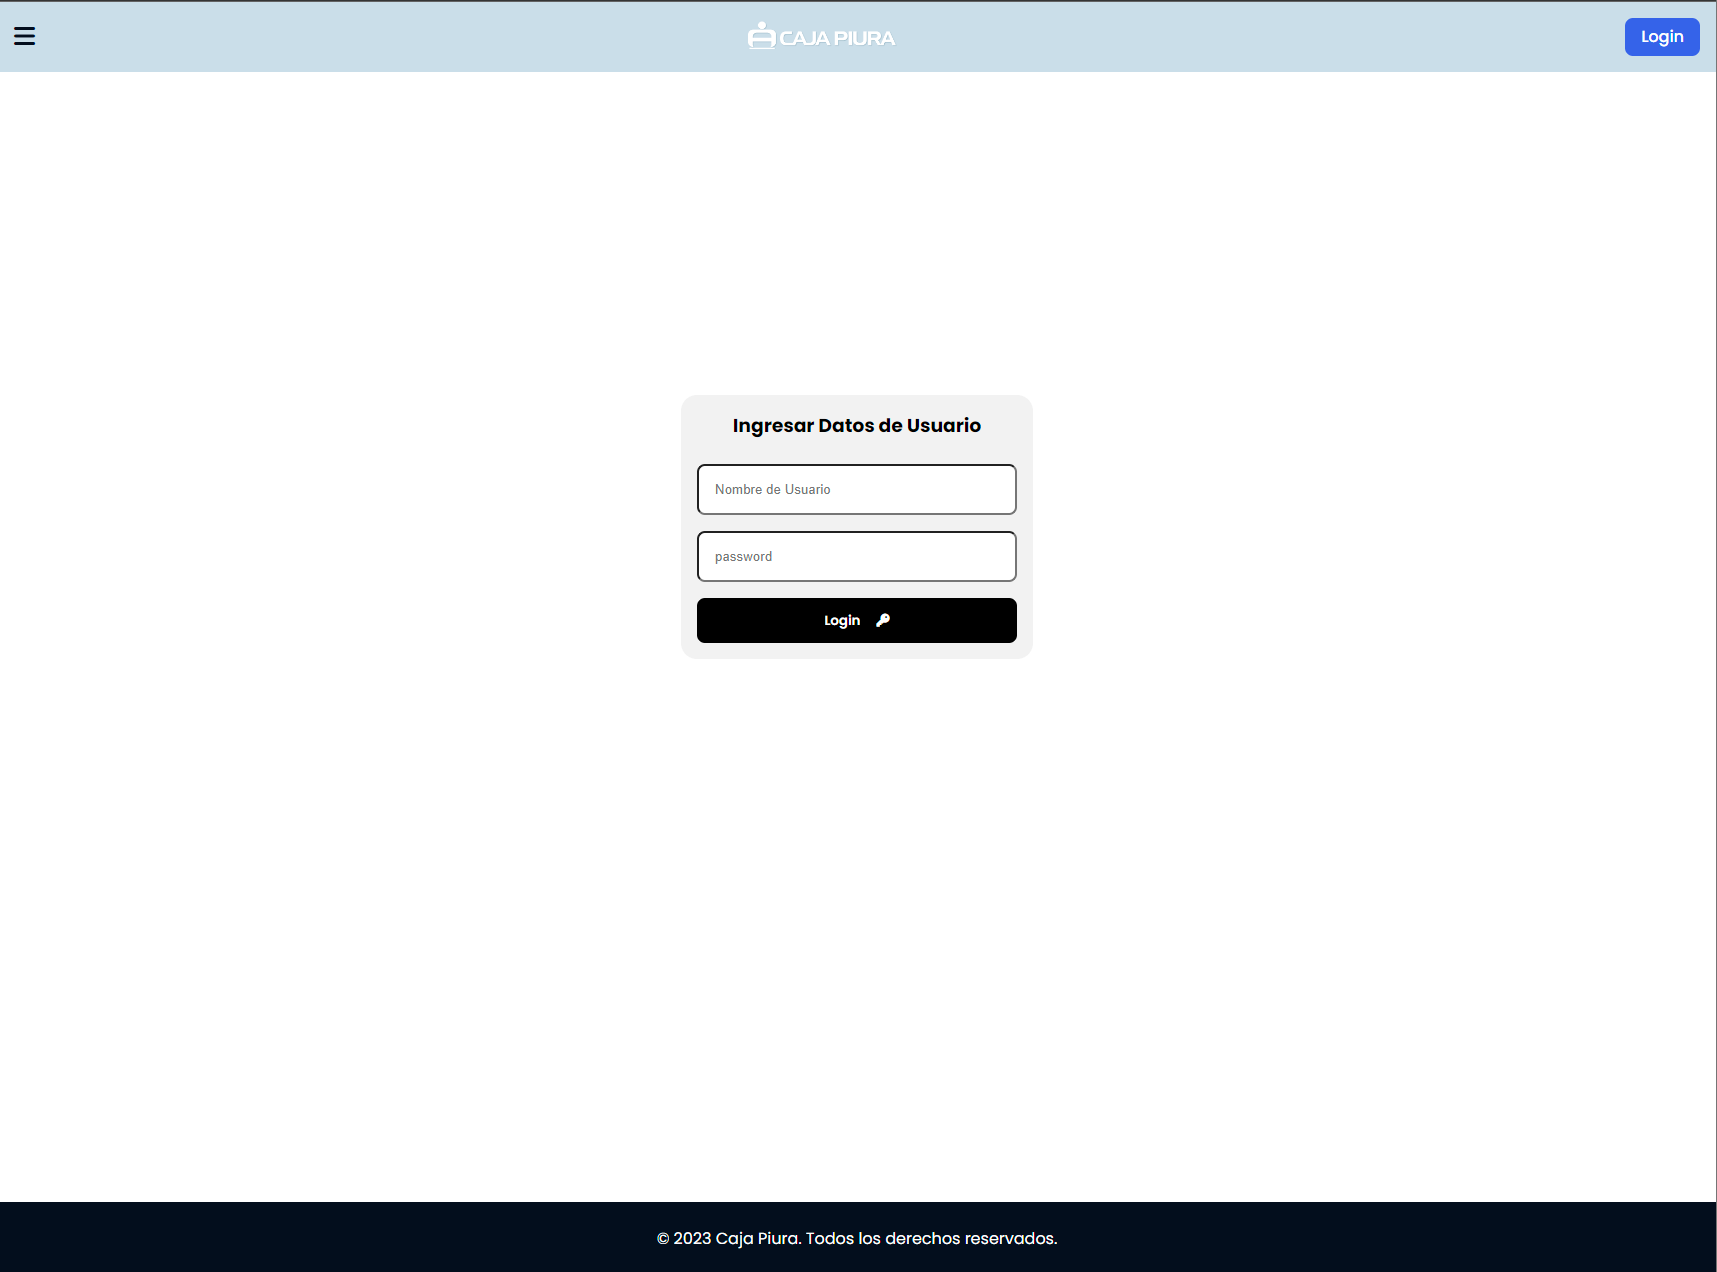 CAJA PIURA
Login
Ingresar Datos de Usuario
Nombre de Usuario
password
Login
© 2023 Caja Piura. Todos los derechos reservados.